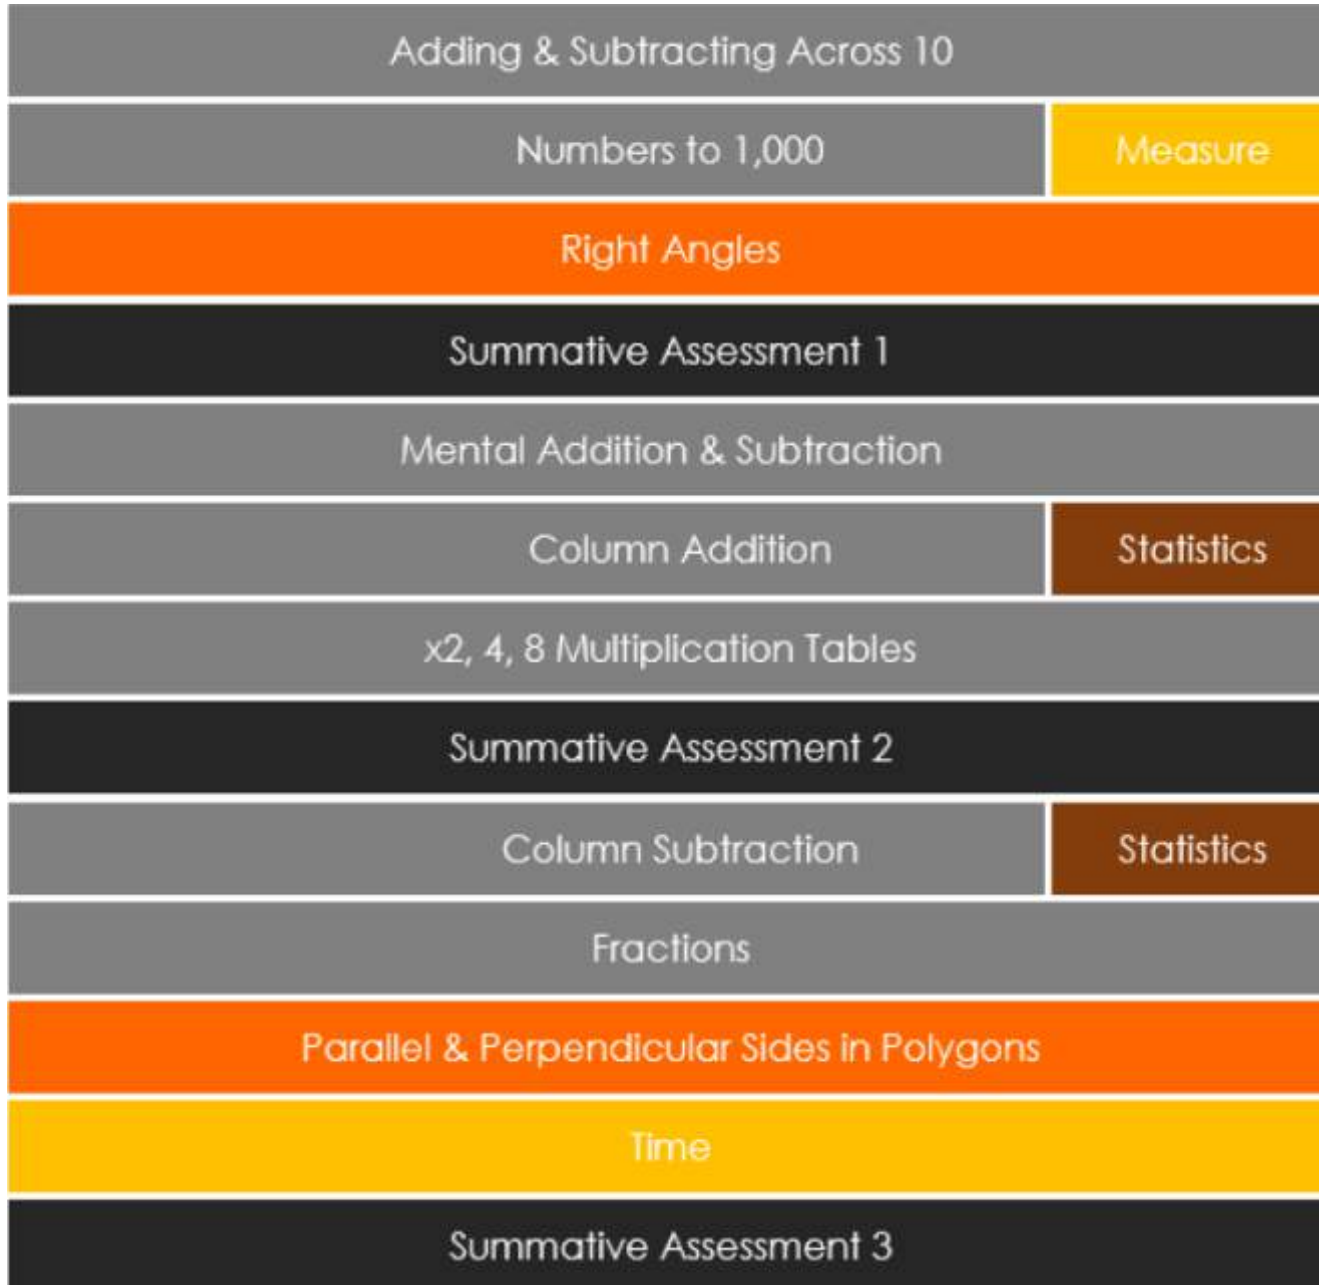 Adding & Subtracting Across 10
Numbers to 1,000 Measure
Right Angles
Summative Assessment 1
Mental Addition & Subtraction
Column Addition Statistics
x2, 4, 8 Multiplication Tables
Summative Assessment 2
Column Subtraction Statistics
Fractions
Parallel & Perpendicular Sides in Polygons
Time
Summative Assessment 3